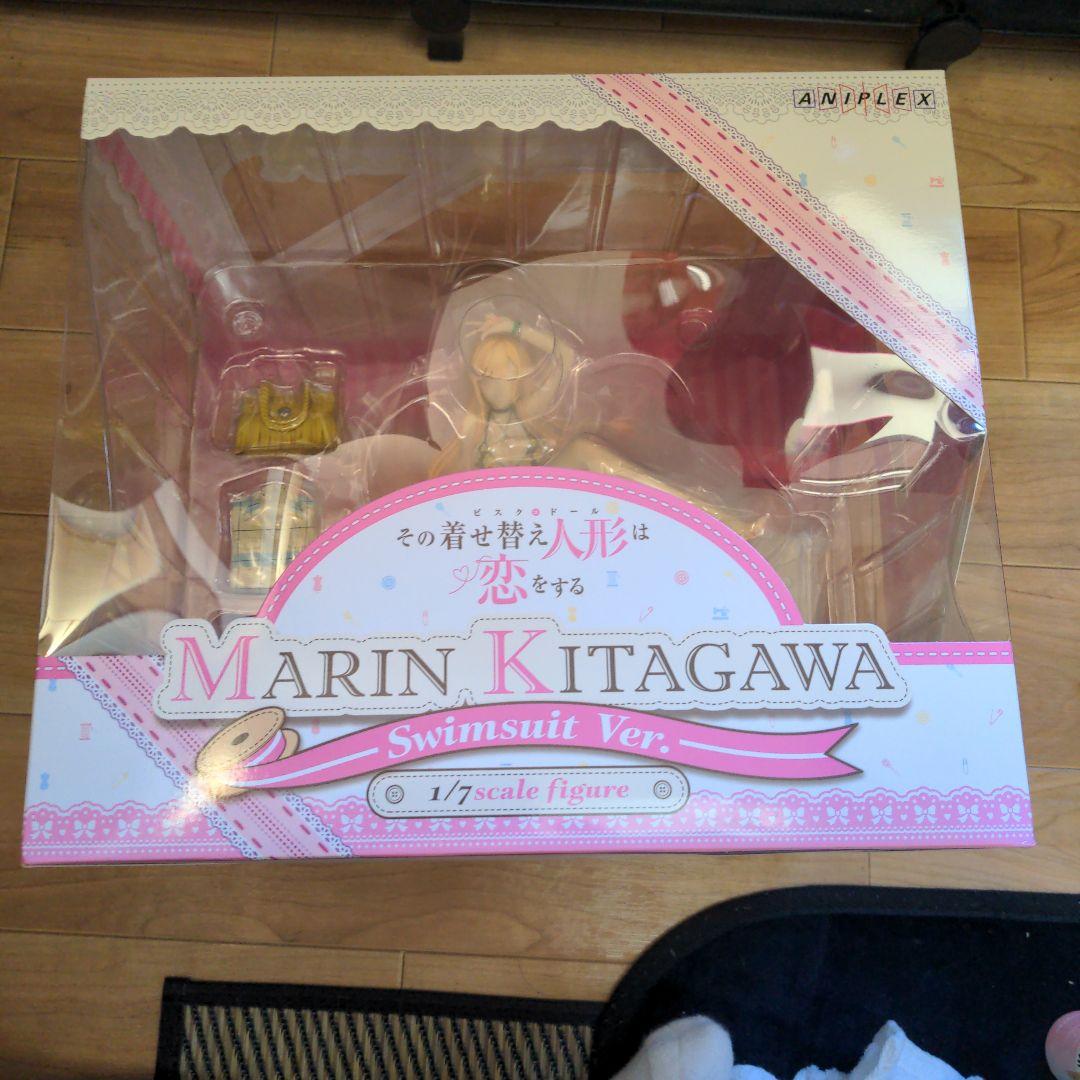 ANIPLEX
ビスク・ドール
その着せ替え人形は
恋をする
MARIN KITAGAWA
Swimsuit Ver.
1/7 scale figure